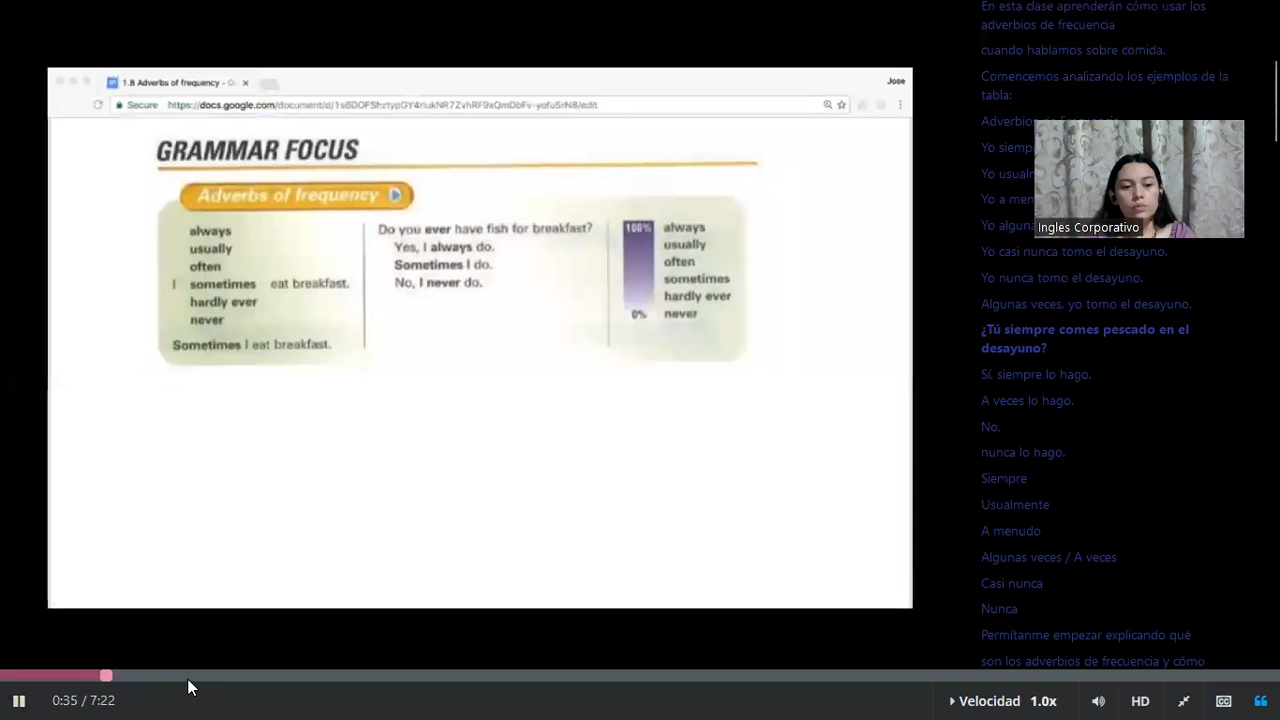 1.8 Adverbs of frequency - G
Jose
Secure
GRAMMAR FOCUS
Adverbs of frequency
always
usually
often
I sometimes eat breakfast.
hardly ever
never
Sometimes I eat breakfast.
Do you ever have fish for breakfast?
Yes, I always do.
Sometimes I do.
No, I never do.
100% always
usually
often
sometimes
hardly ever
0% never
En esta clase aprenderán cómo usar los
adverbios de frecuencia
cuando hablamos sobre comida.
Comencemos analizando los ejemplos de la
tabla:
Yo casi nunca tomo el desayuno.
Yo nunca tomo el desayuno.
Algunas veces, yo tomo el desayuno.
¿Tú siempre comes pescado en el
desayuno?
Sí, siempre lo hago.
A veces lo hago.
No,
nunca lo hago.
Siempre
Usualmente
A menudo
Algunas veces / A veces
Casi nunca
Nunca
Permítanme empezar explicando qué
son los adverbios de frecuencia y cómo
Ingles Corporativo
0:35 / 7:22
Velocidad 1.0x
HD
CC